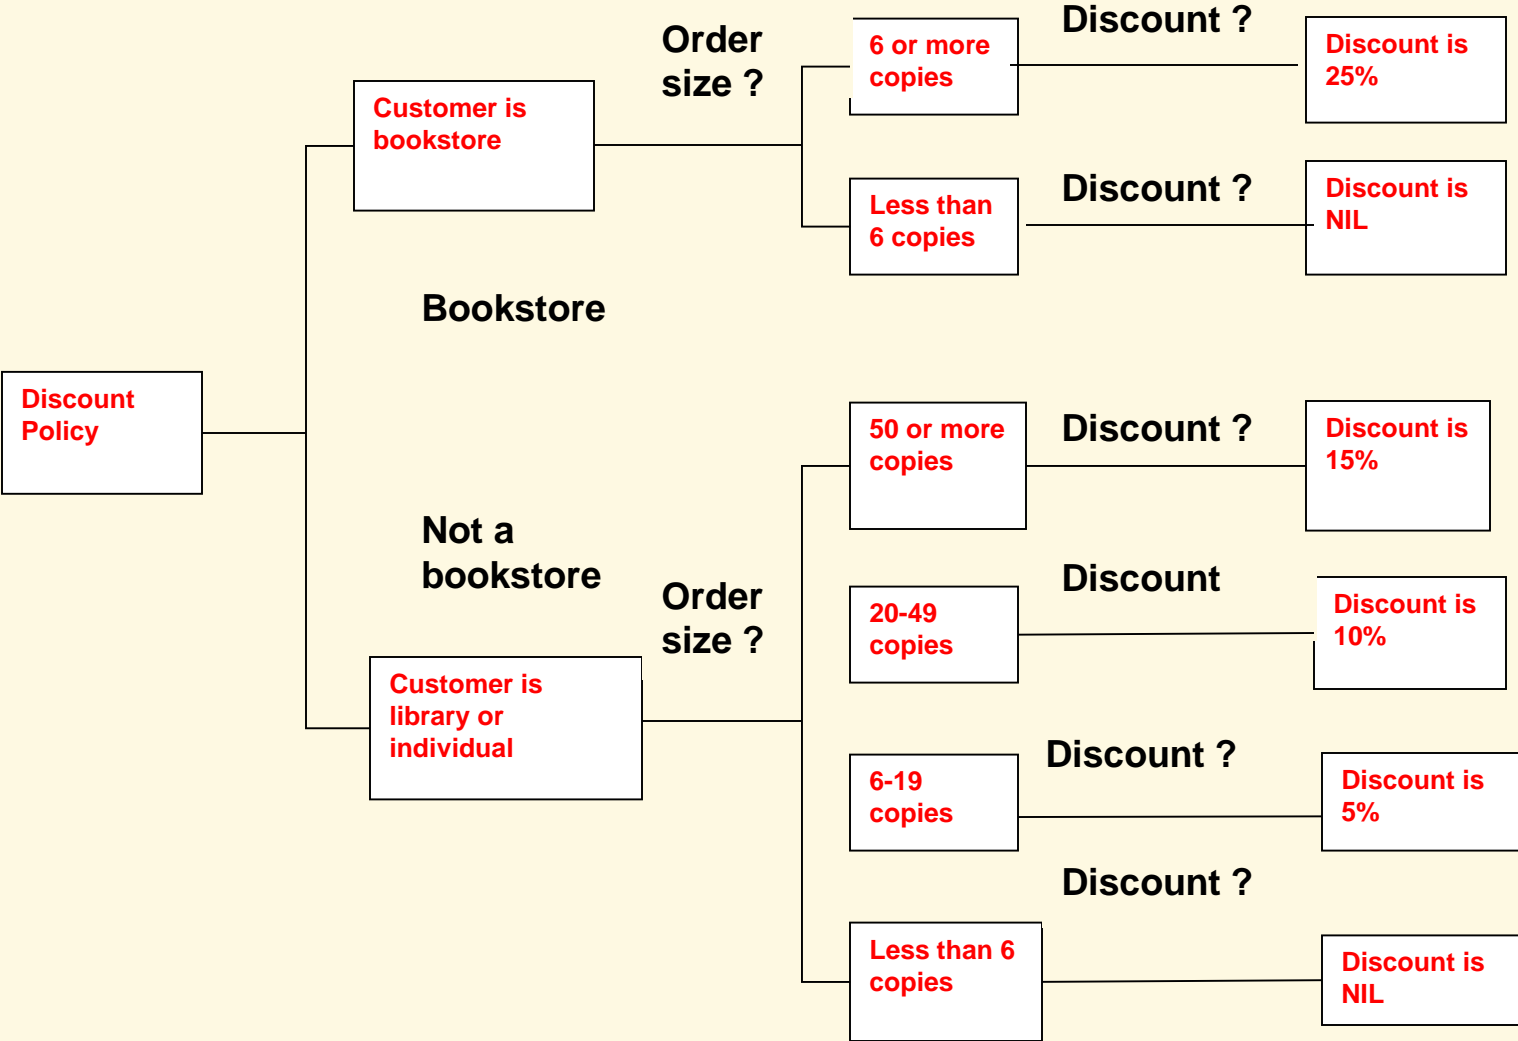 Discount ?
Order
size ?
6 or more
copies
Discount is
25%
Customer is
bookstore
Discount ?
Less than
6 copies
Discount is
NIL
Bookstore
Discount
Policy
50 or more
copies
Discount ?
Discount is
15%
Not a
bookstore
Order
size ?
Discount
20-49
copies
Discount is
10%
Customer is
library or
individual
Discount ?
6-19
copies
Discount is
5%
Discount ?
Less than 6
copies
Discount is
NIL